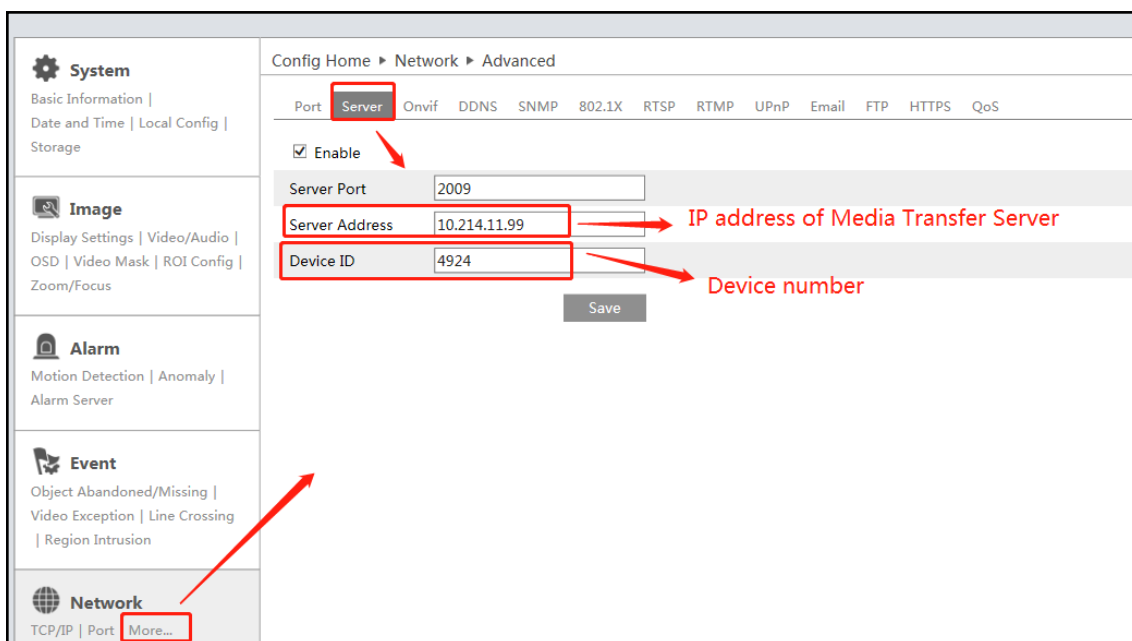 System
Basic Information |
Date and Time | Local Config |
Storage
Image
Display Settings | Video/Audio |
OSD | Video Mask | ROI Config |
Zoom/Focus
Alarm
Motion Detection | Anomaly |
Alarm Server
Event
Object Abandoned/Missing |
Video Exception | Line Crossing
| Region Intrusion
Network
TCP/IP | Port | More...
Config Home ▸ Network ▸ Advanced
Port Server Onvif DDNS SNMP 802.1X RTSP RTMP UPnP Email FTP HTTPS QoS
Enable
Server Port 2009
Server Address 10.214.11.99 IP address of Media Transfer Server
Device ID 4924
Device number
Save